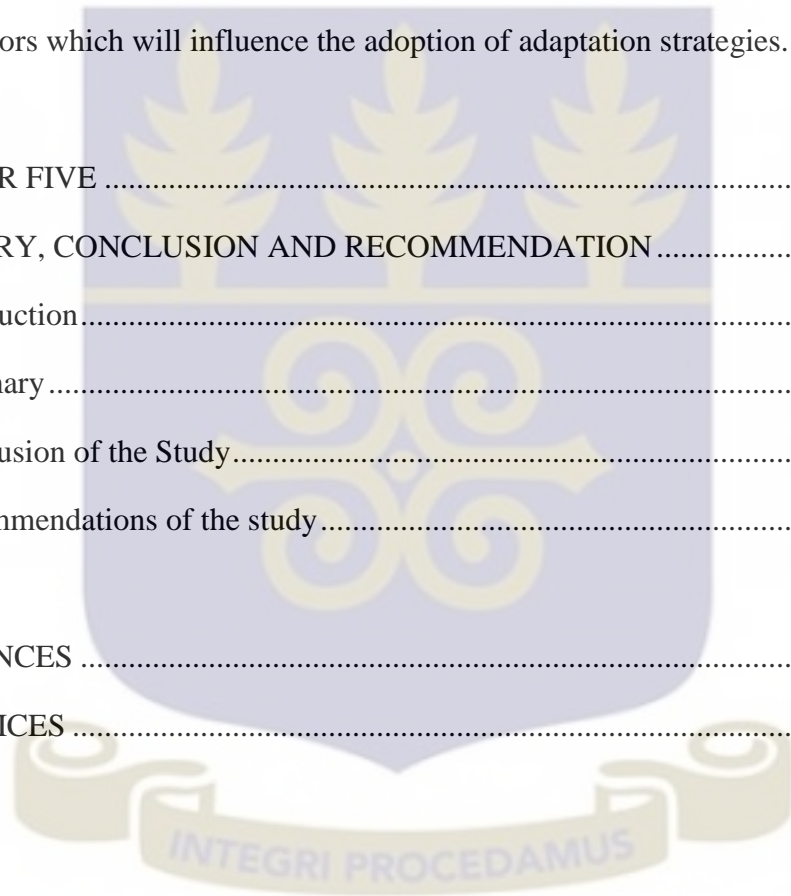 ors which will influence the adoption of adaptation strategies.
R FIVE ....................................................................................................
RY, CONCLUSION AND RECOMMENDATION ....................
uction ....................................................................................................
nary ....................................................................................................
usion of the Study ....................................................................................
mmendations of the study ....................................................................
NCES ....................................................................................................
ICES ....................................................................................................
INTEGRI PROCEDAMUS